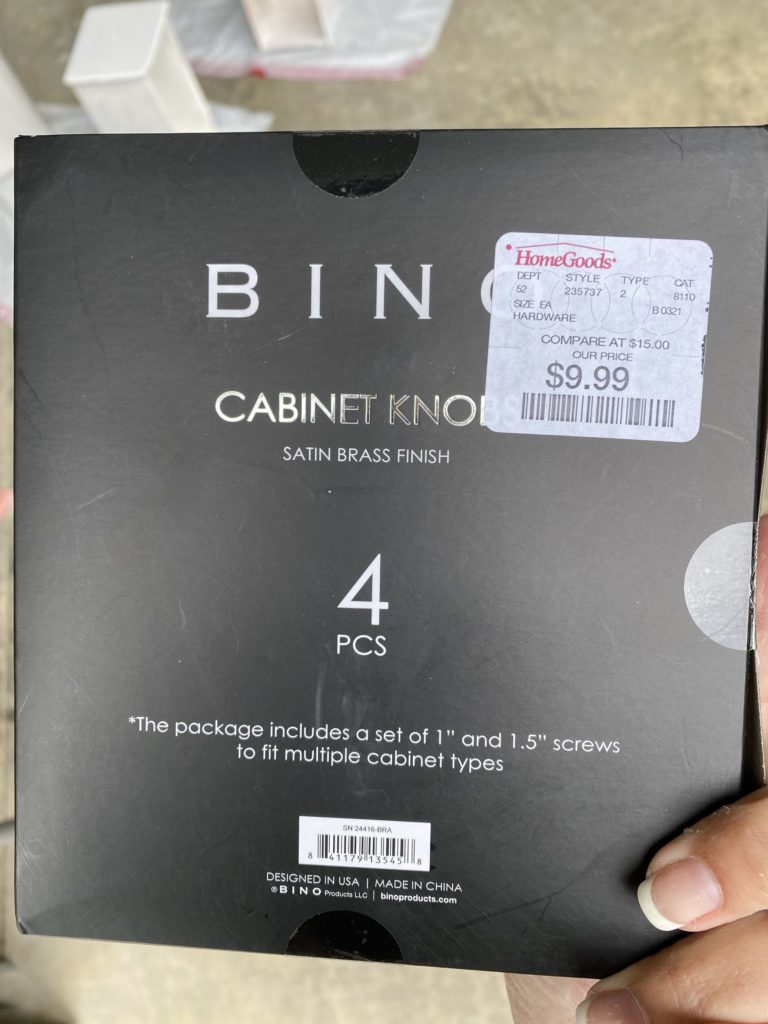 BINO
HomeGoods
DEPT STYLE TYPE CAT
52 235737 2 8110
SIZE EA B0321
HARDWARE
COMPARE AT $15.00
OUR PRICE
$9.99
CABINET KNOBS
SATIN BRASS FINISH
4
PCS
*The package includes a set of 1" and 1.5" screws
to fit multiple cabinet types
SN 24416-BRA
8 41179 13545 8
DESIGNED IN USA | MADE IN CHINA
®BINO Products LLC | binoproducts.com